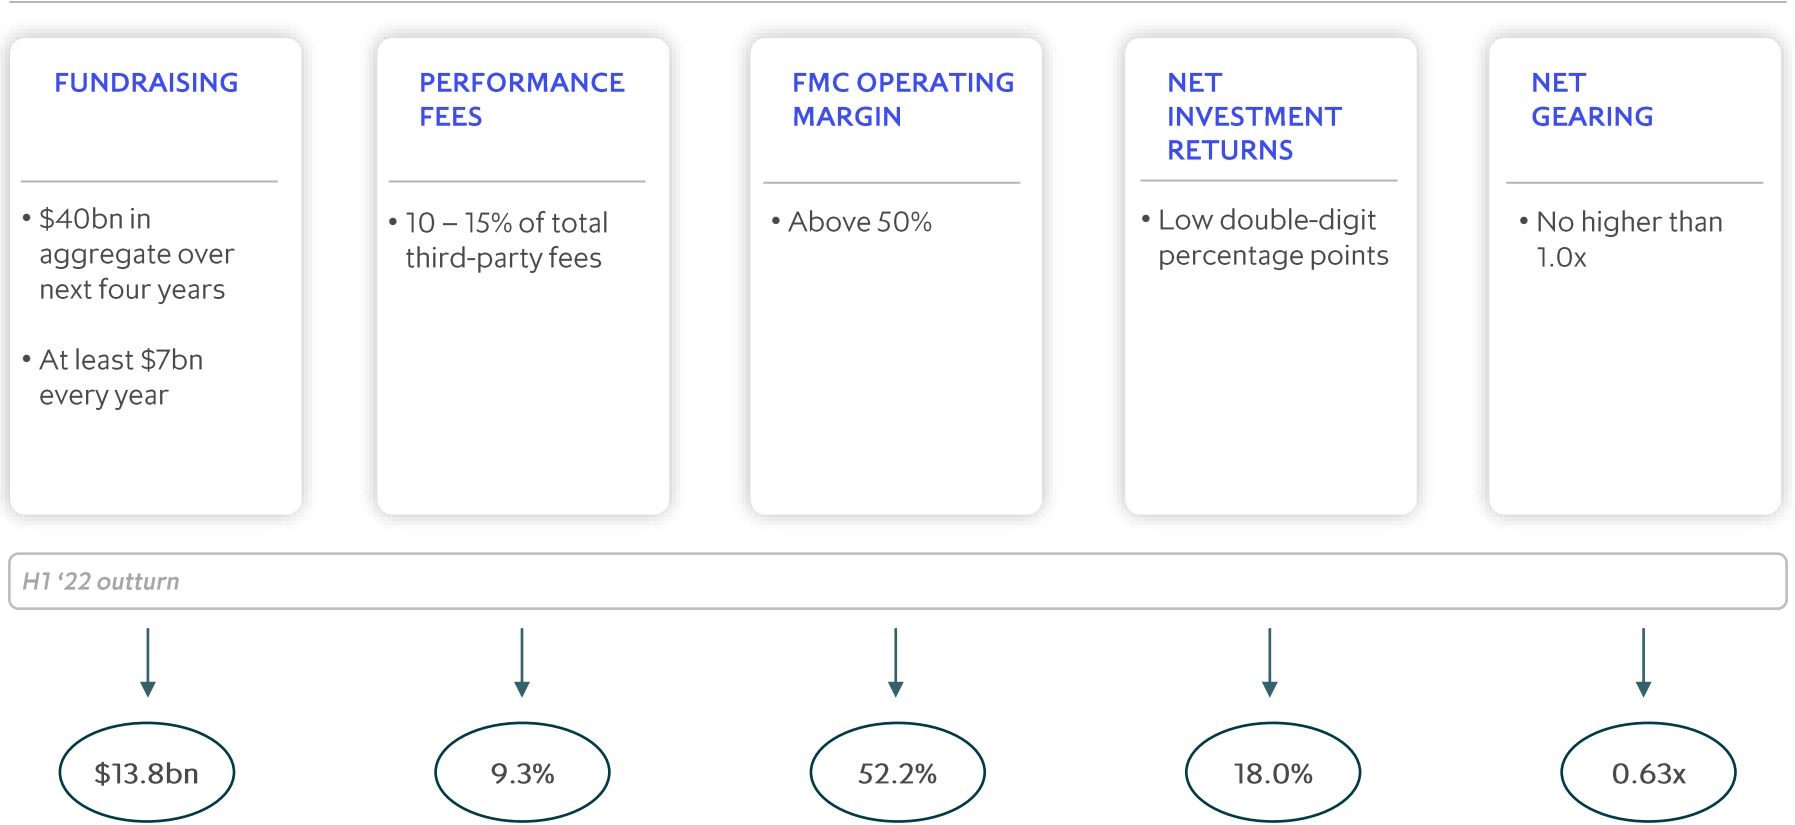 FUNDRAISING
• $40bn in
aggregate over
next four years
• At least $7bn
every year
PERFORMANCE
FEES
• 10 – 15% of total
third-party fees
FMC OPERATING
MARGIN
• Above 50%
NET
INVESTMENT
RETURNS
• Low double-digit
percentage points
NET
GEARING
• No higher than
1.0x
H1 ‘22 outturn
$13.8bn
9.3%
52.2%
18.0%
0.63x